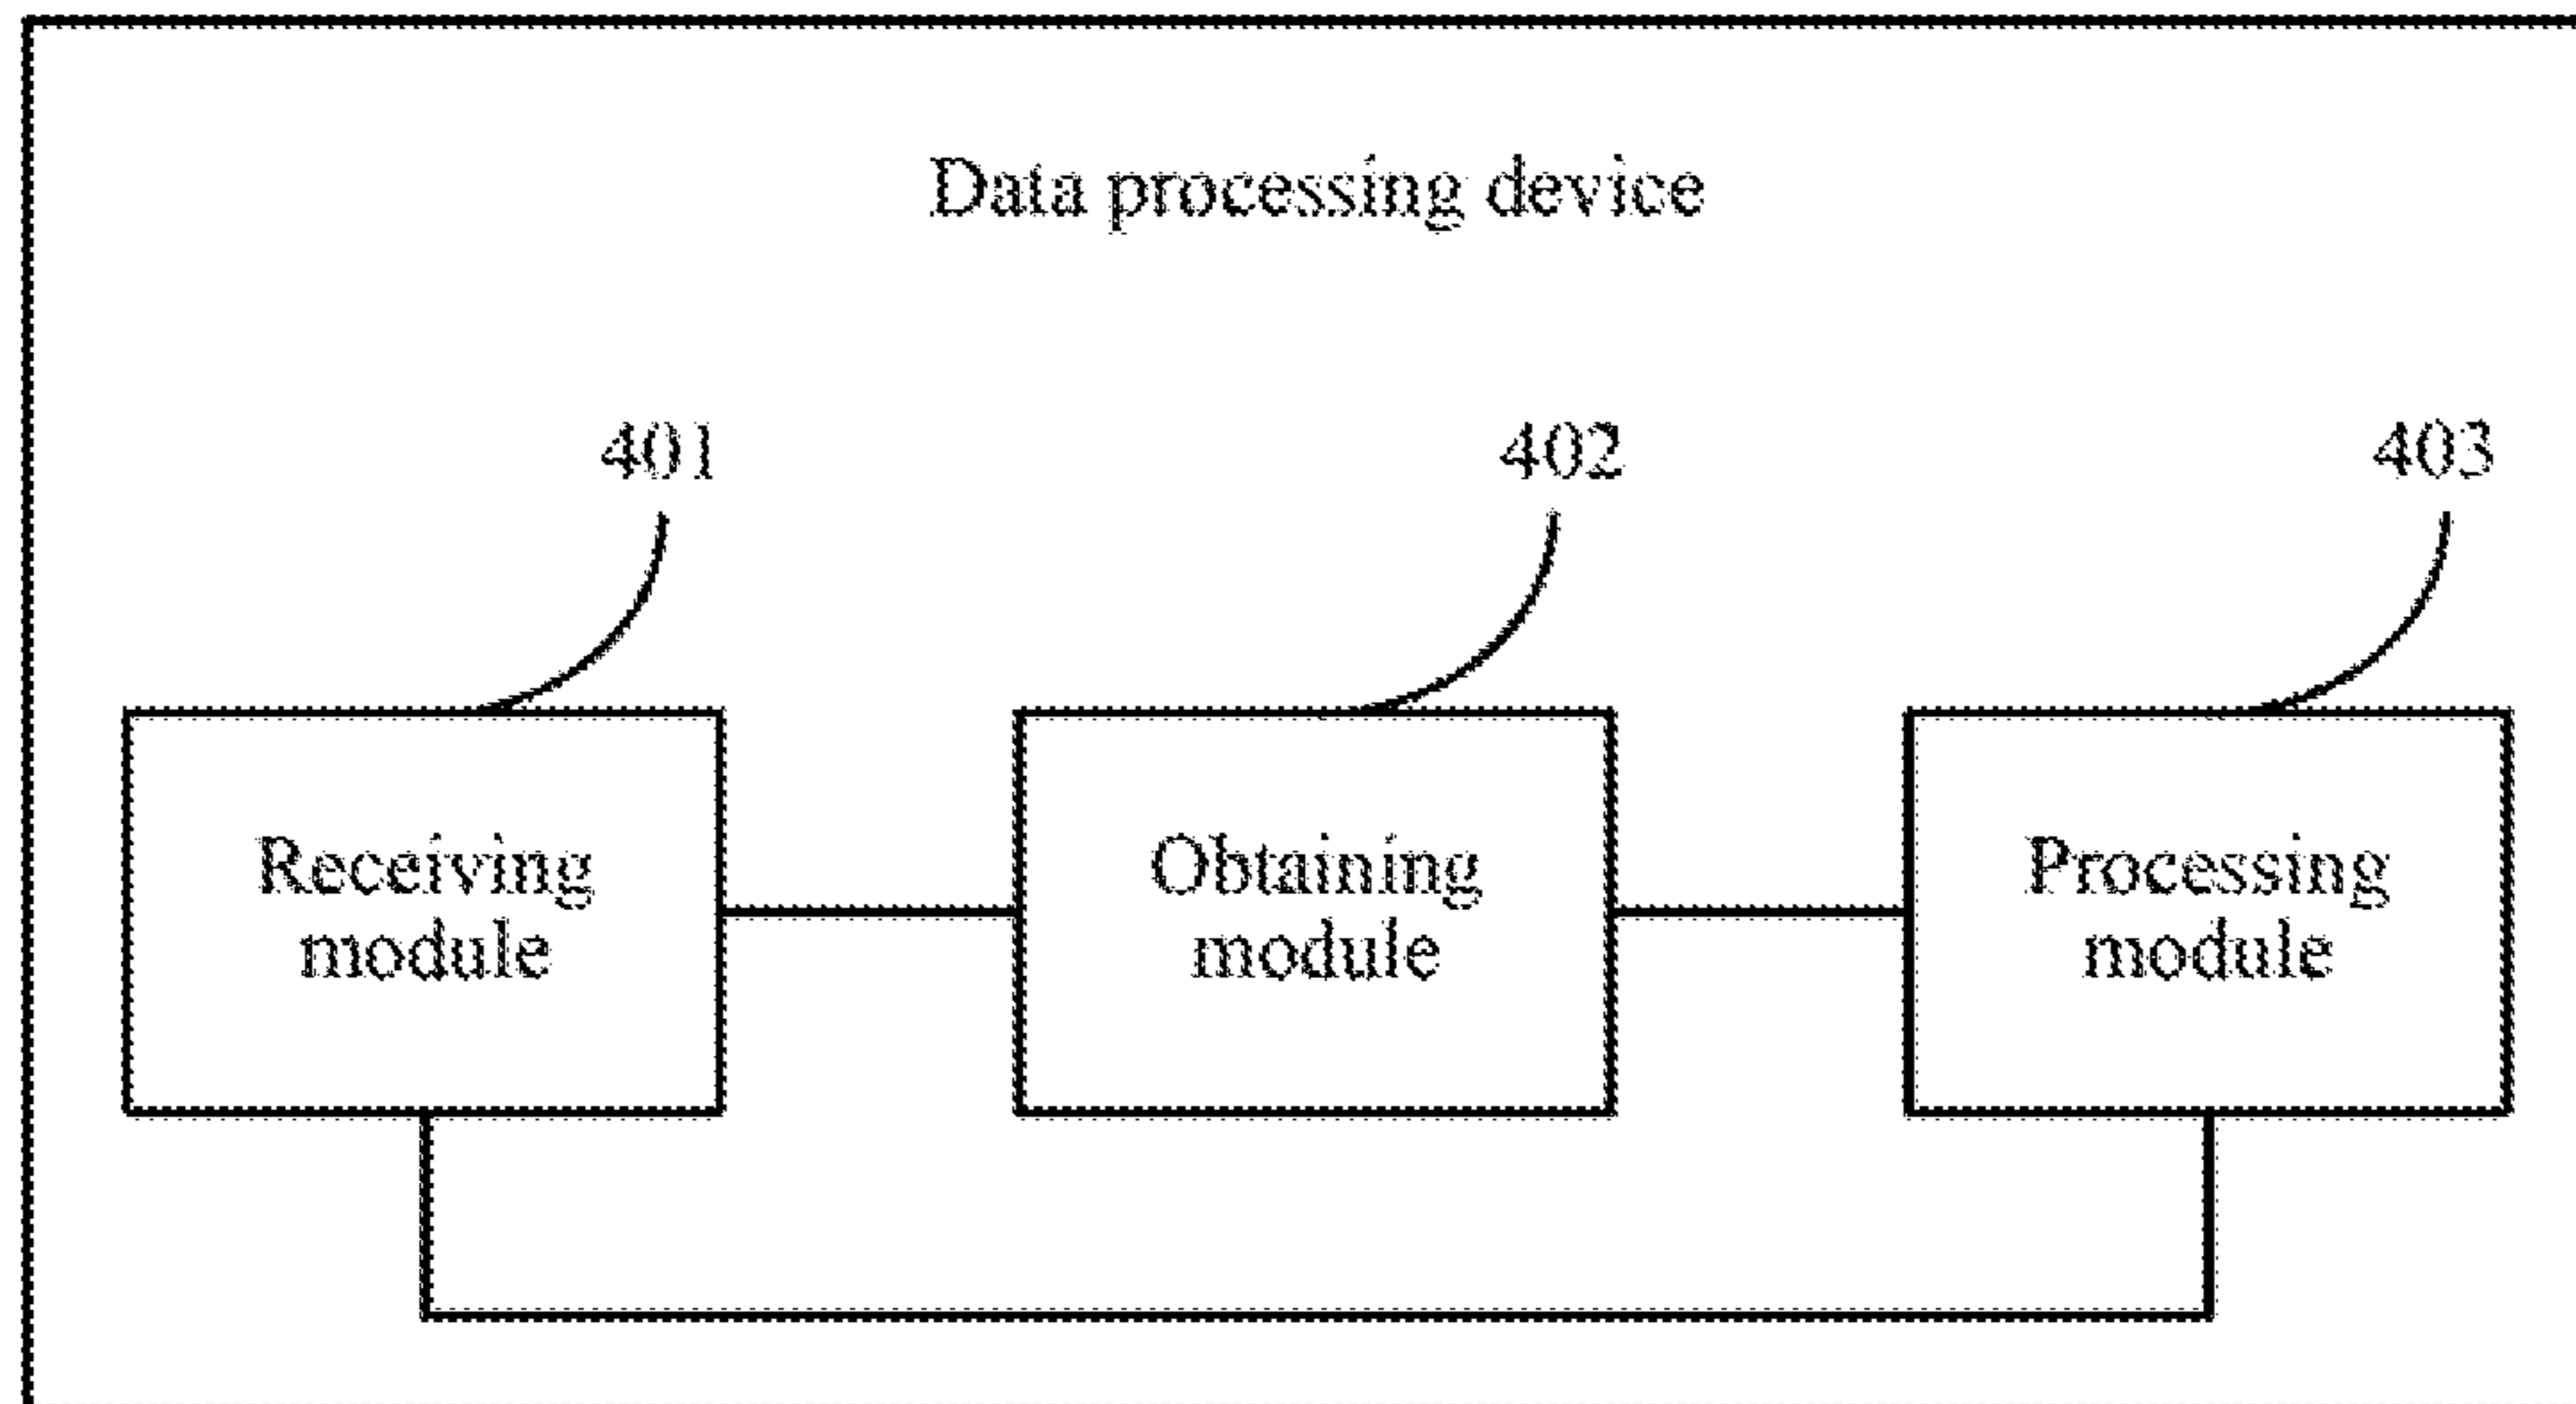 Data processing device
401
402
403
Receiving
module
Obtaining
module
Processing
module